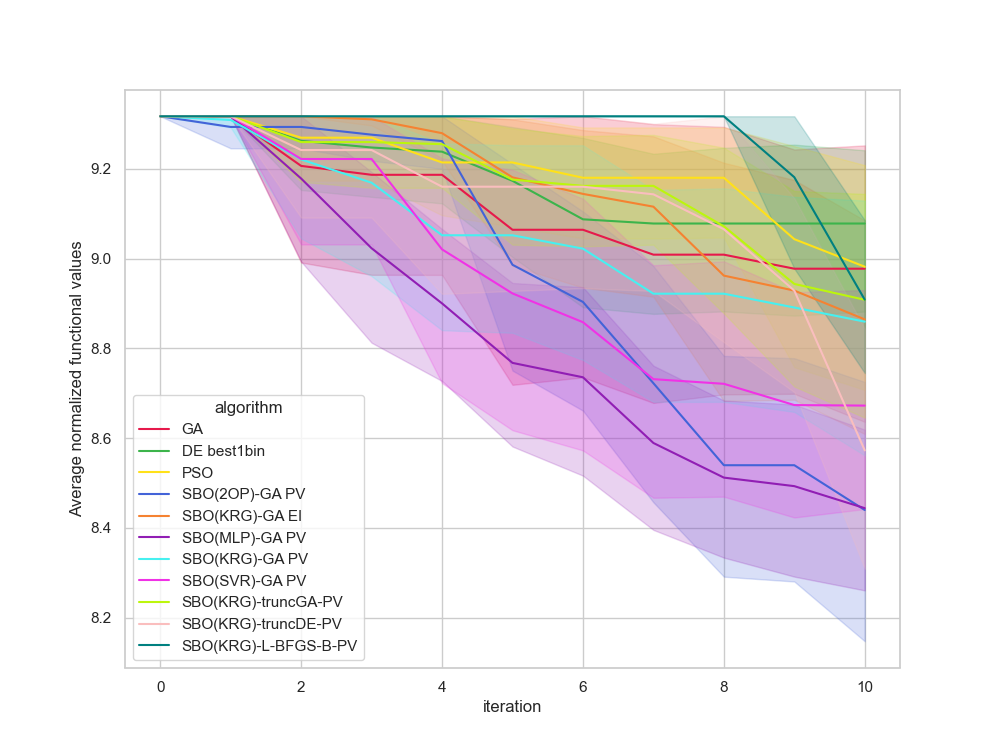 Average normalized functional values
9.2
9.0
8.8
8.6
8.4
8.2
algorithm
GA
DE best1bin
PSO
SBO(2OP)-GA PV
SBO(KRG)-GA EI
SBO(MLP)-GA PV
SBO(KRG)-GA PV
SBO(SVR)-GA PV
SBO(KRG)-truncGA-PV
SBO(KRG)-truncDE-PV
SBO(KRG)-L-BFGS-B-PV
0 2 4 6 8 10
iteration